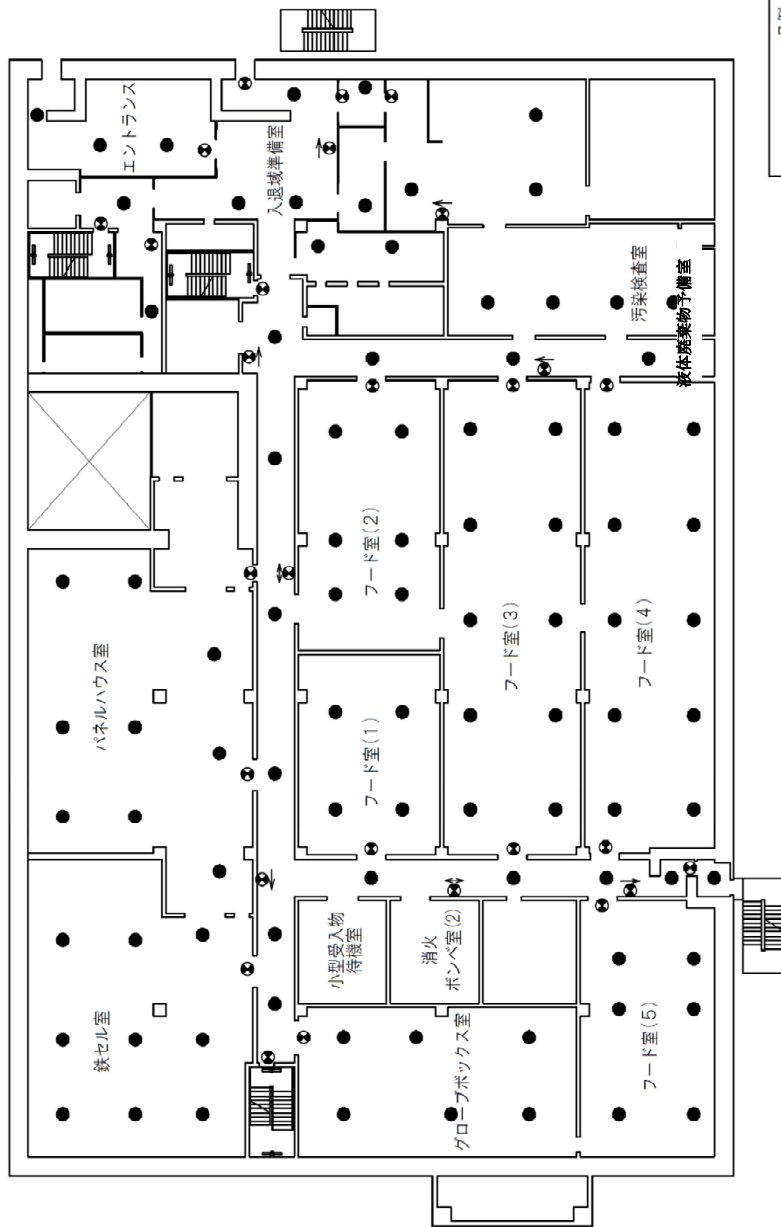 エントランス
入退域準備室
汚染検査室
液体廃棄物予備室
パネルハウス室
フード室(2)
フード室(3)
フード室(4)
フード室(1)
鉄セル室
小型受入物
待機室
消火
ボンベ室(2)
グローブボックス室
フード室(5)